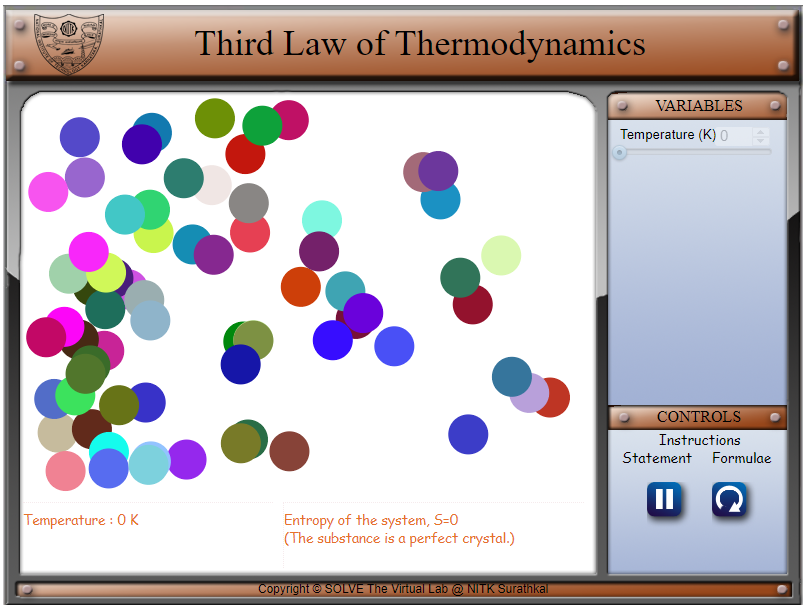 Third Law of Thermodynamics
VARIABLES
Temperature (K) 0
CONTROLS
Instructions
Statement Formulae
Temperature : 0 K
Entropy of the system, S=0
(The substance is a perfect crystal.)
Copyright © SOLVE The Virtual Lab @ NITK Surathkal